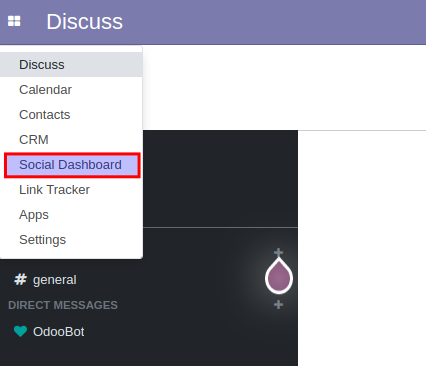 Discuss
Discuss
Calendar
Contacts
CRM
Social Dashboard
Link Tracker
Apps
Settings
# general
DIRECT MESSAGES
OdooBot